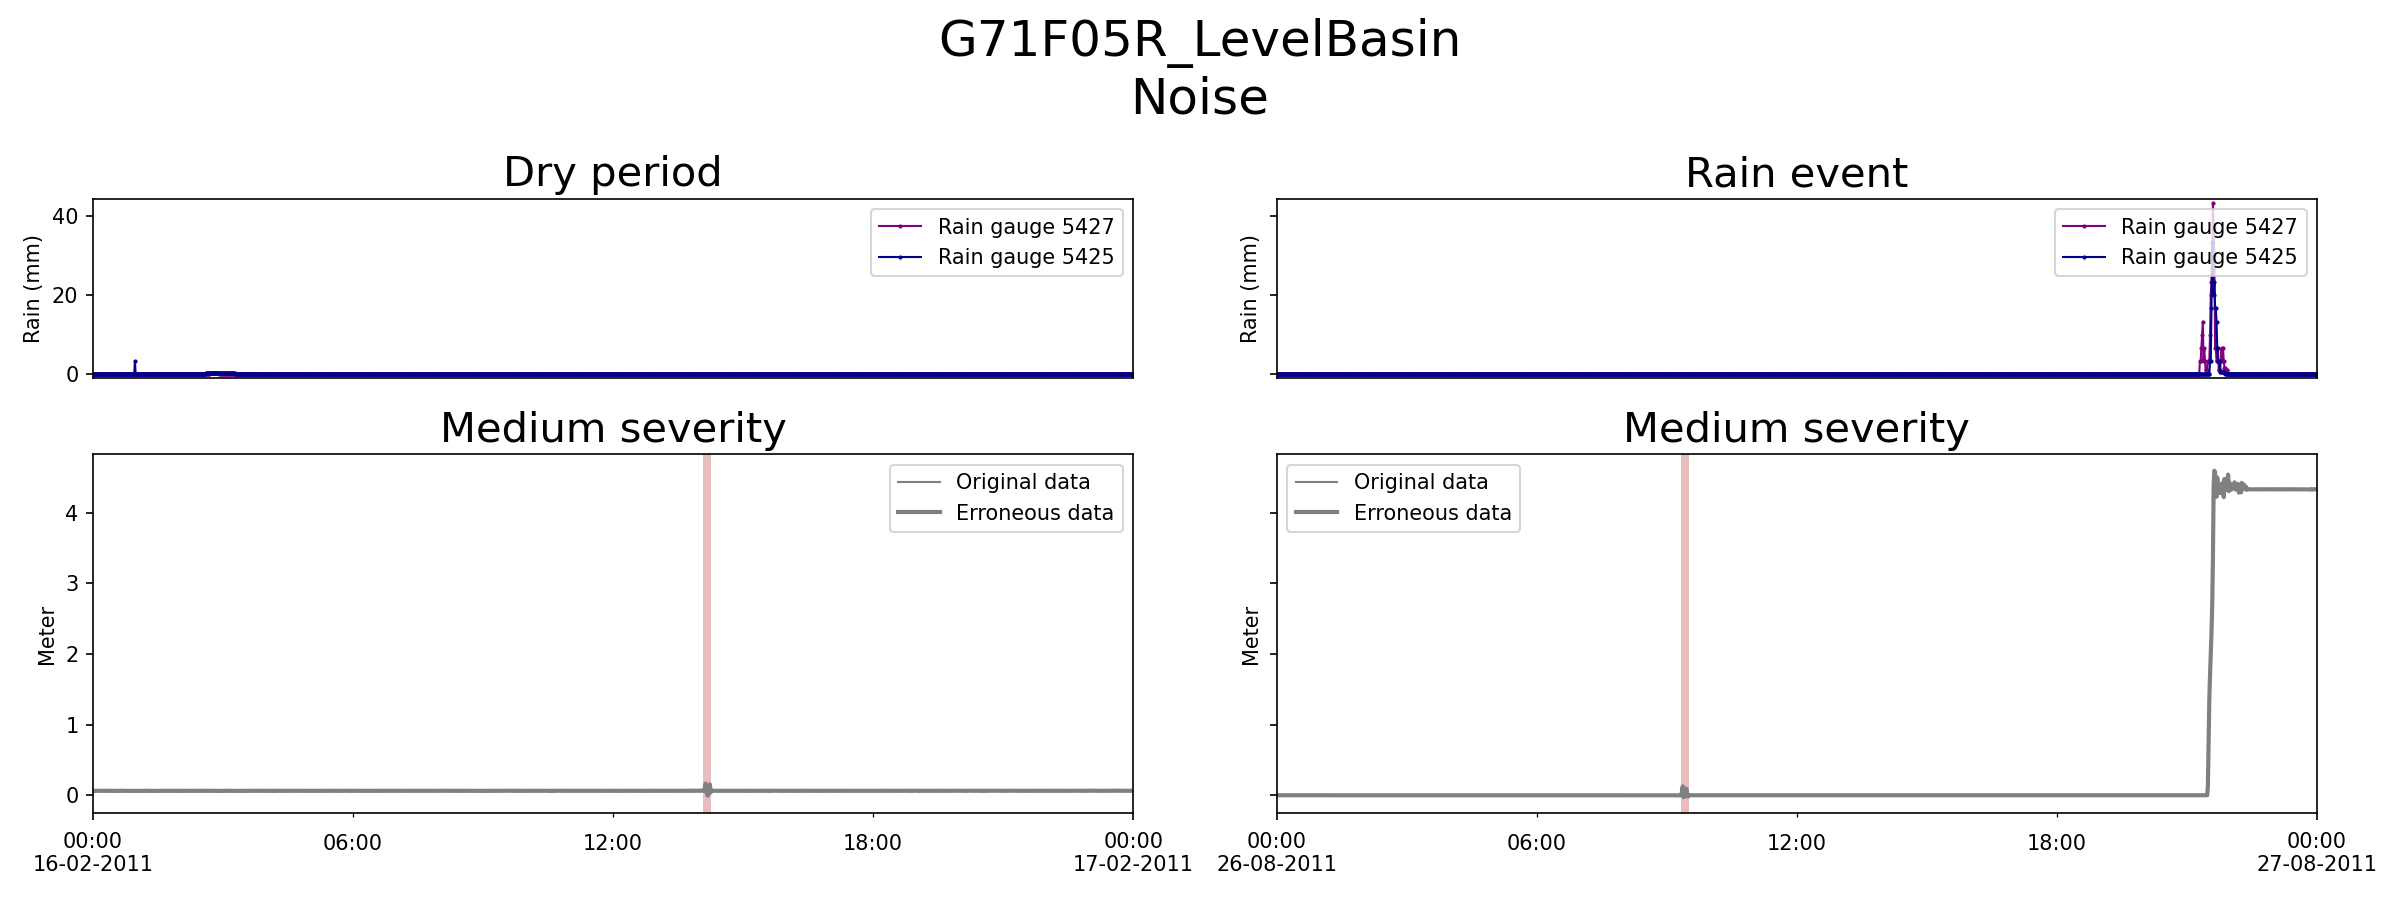 G71F05R_LevelBasin
Noise
Dry period
Rain event
Rain (mm)
40
20
0
Rain gauge 5427
Rain gauge 5425
Rain (mm)
Rain gauge 5427
Rain gauge 5425
Medium severity
Medium severity
Meter
4
3
2
1
0
Original data
Erroneous data
Meter
Original data
Erroneous data
00:00
16-02-2011
06:00
12:00
18:00
00:00
17-02-2011
00:00
26-08-2011
06:00
12:00
18:00
00:00
27-08-2011